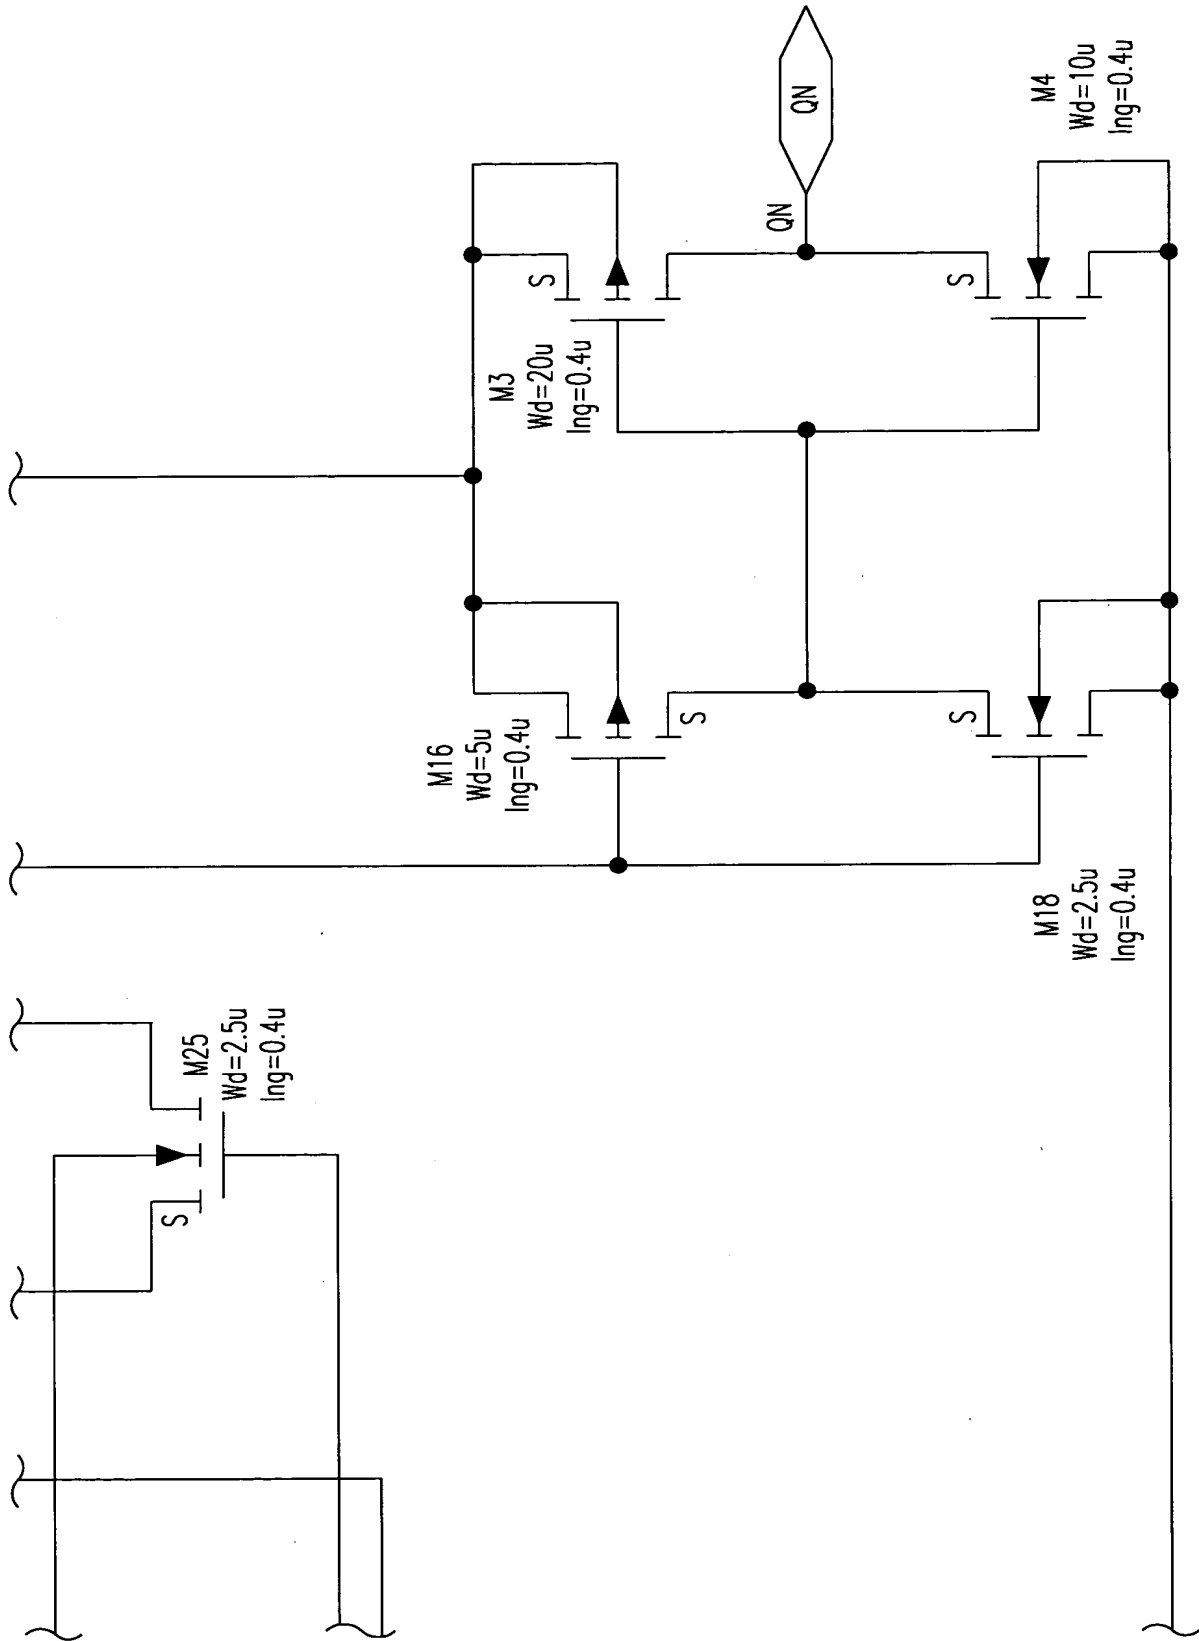 M25
Wd=2.5u
lng=0.4u
S
M16
Wd=5u
lng=0.4u
S
M3
Wd=20u
lng=0.4u
S
QN
QN
M18
Wd=2.5u
lng=0.4u
S
M4
Wd=10u
lng=0.4u
S